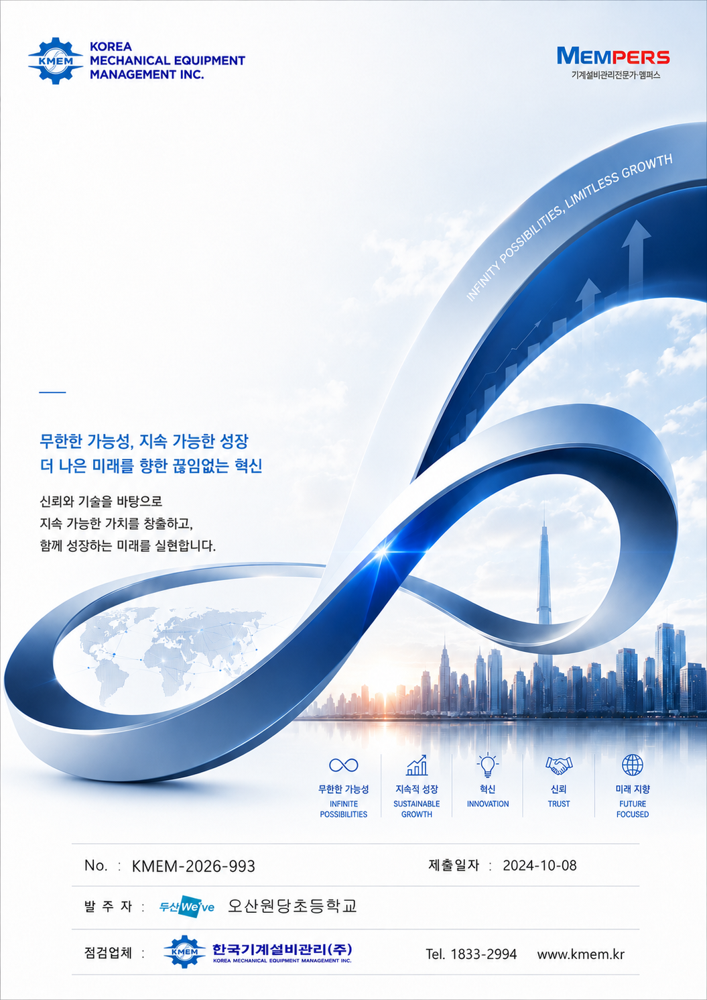 KMEM
KOREA
MECHANICAL EQUIPMENT
MANAGEMENT INC.
MEMPERS
기계설비관리전문가·멤퍼스
INFINITY POSSIBILITIES, LIMITLESS GROWTH
무한한 가능성, 지속 가능한 성장
더 나은 미래를 향한 끊임없는 혁신
신뢰와 기술을 바탕으로
지속 가능한 가치를 창출하고,
함께 성장하는 미래를 실현합니다.
무한한 가능성
INFINITE
POSSIBILITIES
지속적 성장
SUSTAINABLE
GROWTH
혁신
INNOVATION
신뢰
TRUST
미래 지향
FUTURE
FOCUSED
No. : KMEM-2026-993 제출일자 : 2024-10-08
발 주 자 : 두산We've 오산원당초등학교
점검업체 : KMEM 한국기계설비관리(주) Tel. 1833-2994 www.kmem.kr
KOREA MECHANICAL EQUIPMENT MANAGEMENT INC.